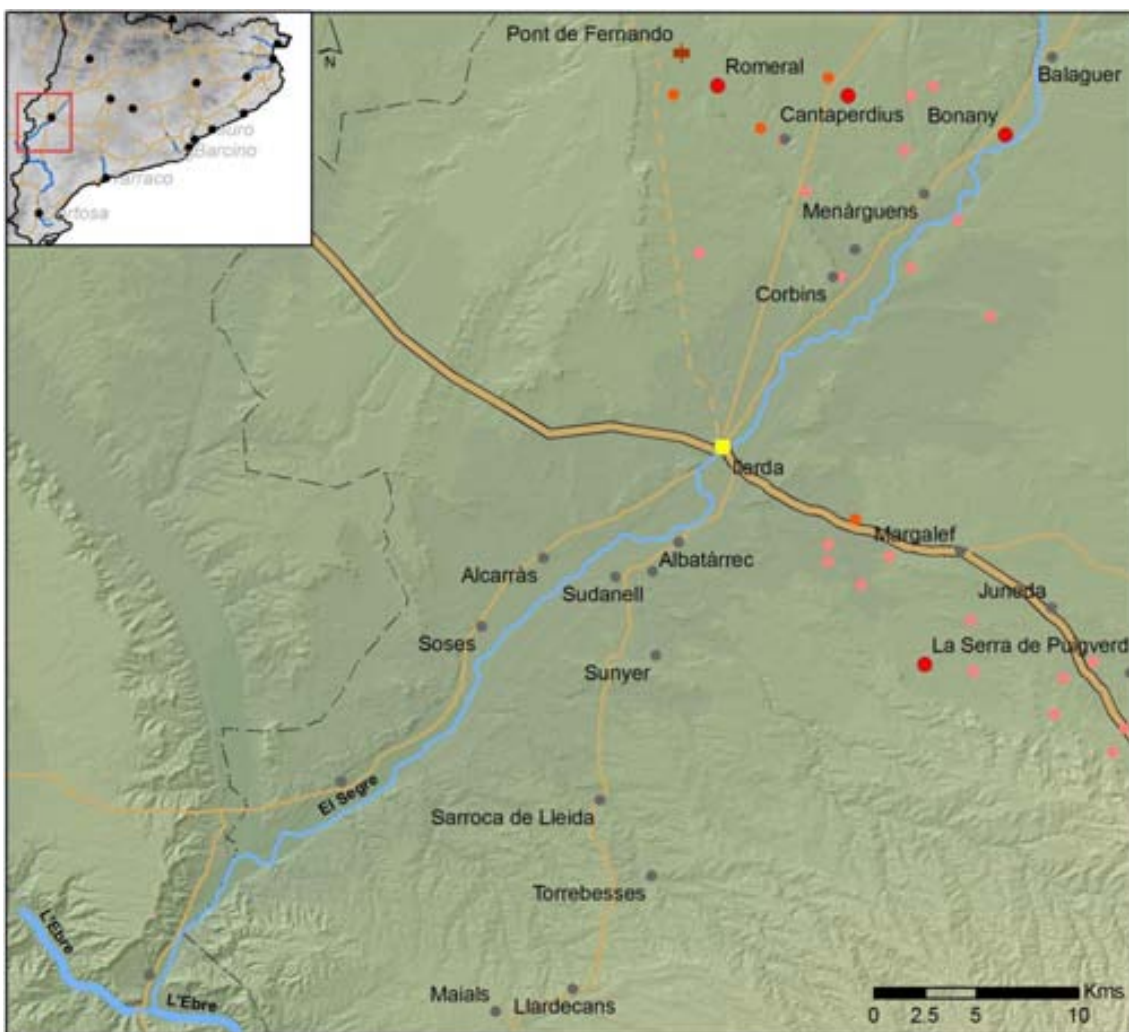 Pont de Fernando
N
Romeral
Balaguer
Cantaperdius
Bonany
Barcino
Menàrguens
Corbins
Ilerda
Margalef
Albatàrrec
Alcarràs
Sudanell
Juneda
Soses
La Serra de Puigverd
Sunyer
El Segre
Sarroca de Lleida
Torrebesses
L'Ebre
L'Ebre
Maials
Llardecans
Kms
0 2.5 5 10